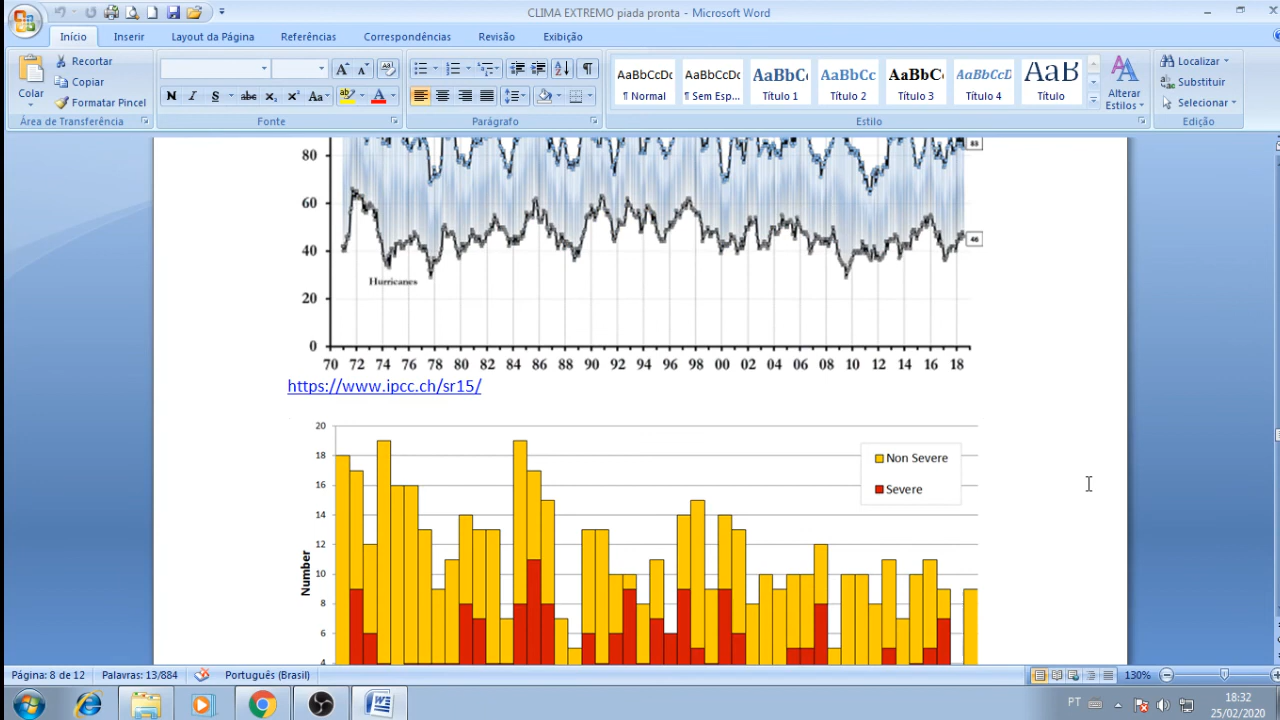 CLIMA EXTREMO piada pronta - Microsoft Word
Início Inserir Layout da Página Referências Correspondências Revisão Exibição
Colar
Recortar
Copiar
Formatar Pincel
Área de Transferência
N I S abe X₂ X² Aa
ab A
Fonte
Parágrafo
AaBbCcDc AaBbCcDc AaBbC AaBbCc AaBbC AaBbCcD AaB
¶ Normal ¶ Sem Esp... Título 1 Título 2 Título 3 Título 4 Título
Alterar
Estilos
Estilo
Localizar
Substituir
Selecionar
Edição
83
80
60
40
20
0
46
Hurricanes
70 72 74 76 78 80 82 84 86 88 90 92 94 96 98 00 02 04 06 08 10 12 14 16 18
https://www.ipcc.ch/sr15/
20
18
16
14
12
10
8
6
4
Number
Non Severe
Severe
Página: 8 de 12 Palavras: 13/884 Português (Brasil) 130%
PT 18:32
25/02/2020